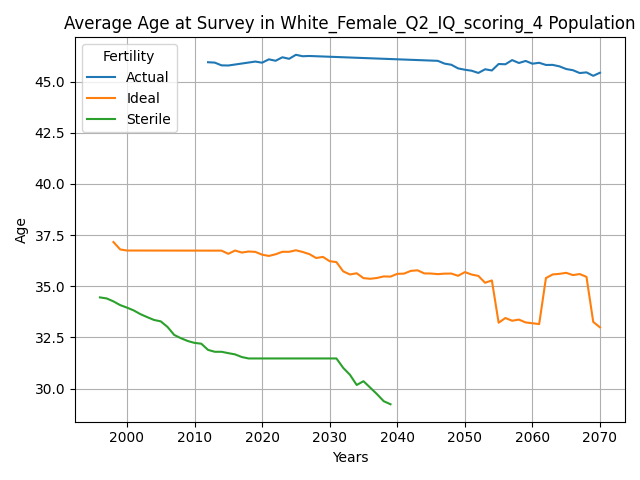 Average Age at Survey in White_Female_Q2_IQ_scoring_4 Population
Fertility
Actual
Ideal
Sterile
Age
45.0
42.5
40.0
37.5
35.0
32.5
30.0
2000 2010 2020 2030 2040 2050 2060 2070
Years